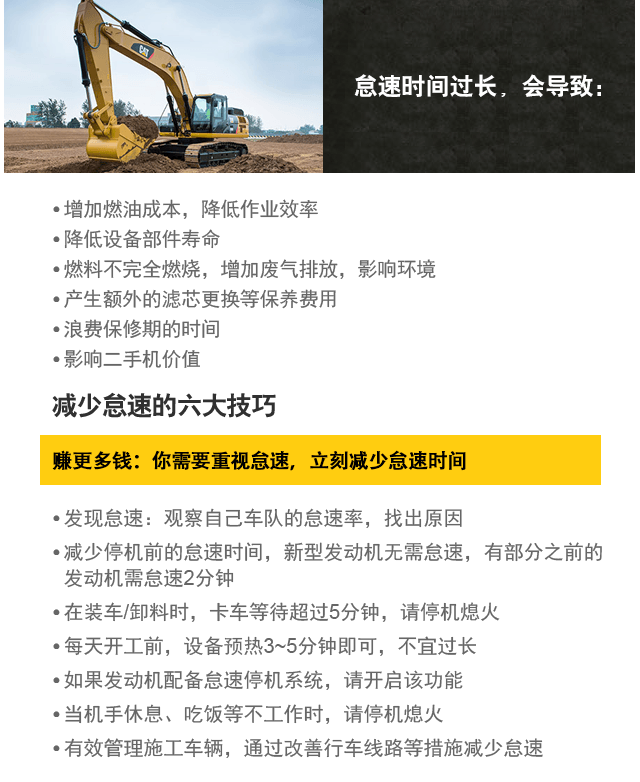 CAT
怠速时间过长，会导致：
•增加燃油成本，降低作业效率
•降低设备部件寿命
•燃料不完全燃烧，增加废气排放，影响环境
•产生额外的滤芯更换等保养费用
•浪费保修期的时间
•影响二手机价值
减少怠速的六大技巧
赚更多钱：你需要重视怠速，立刻减少怠速时间
•发现怠速：观察自己车队的怠速率，找出原因
•减少停机前的怠速时间，新型发动机无需怠速，有部分之前的
发动机需怠速2分钟
•在装车/卸料时，卡车等待超过5分钟，请停机熄火
•每天开工前，设备预热3~5分钟即可，不宜过长
•如果发动机配备怠速停机系统，请开启该功能
•当机手休息、吃饭等不工作时，请停机熄火
•有效管理施工车辆，通过改善行车线路等措施减少怠速